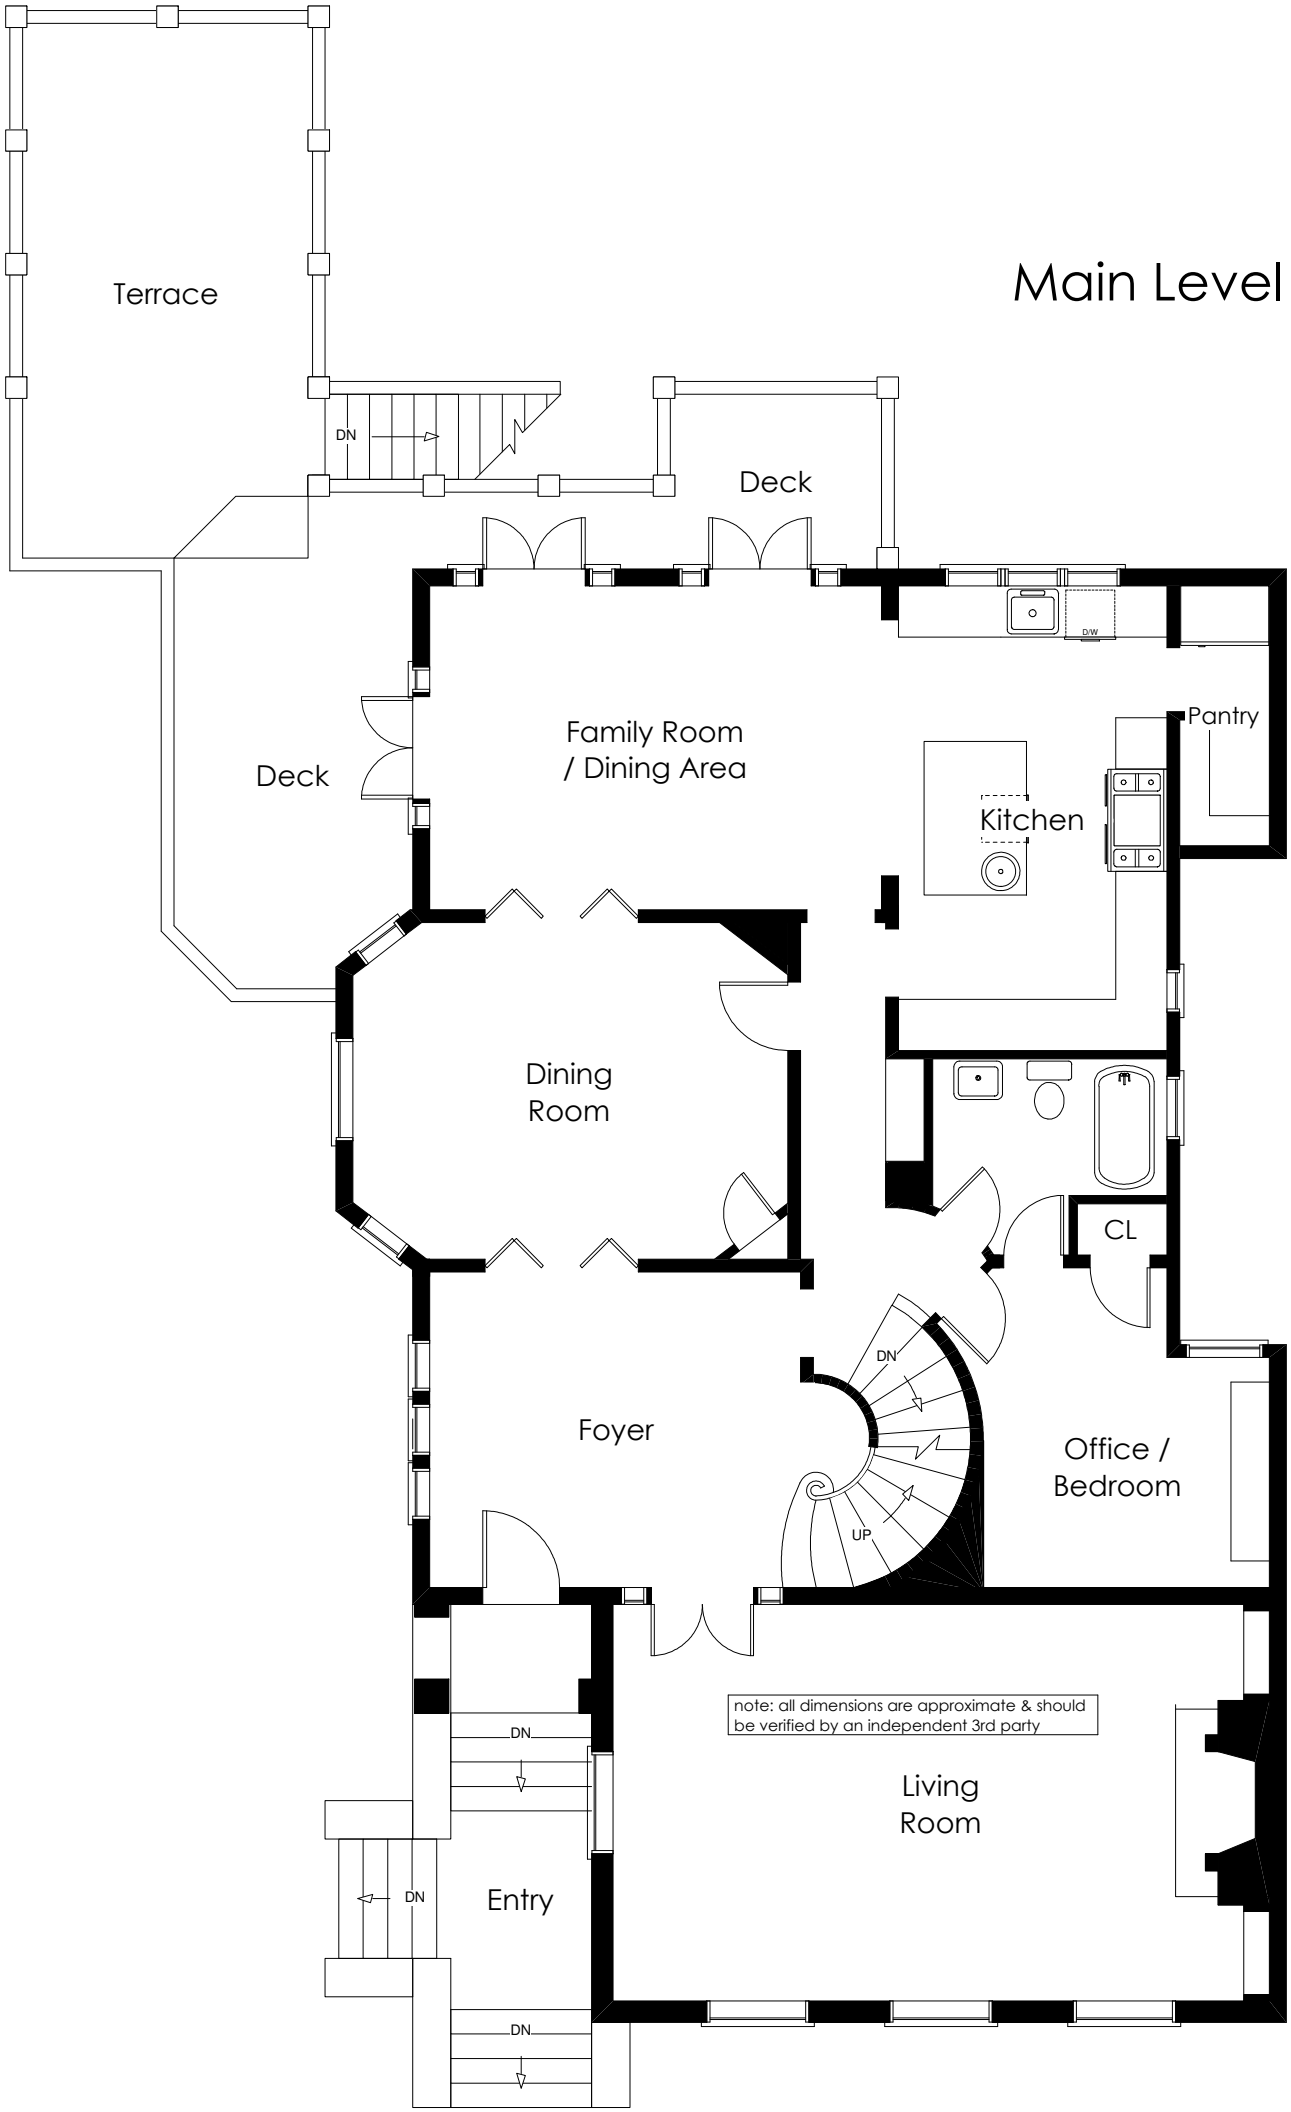 Terrace
Main Level
DN
Deck
D/W
Pantry
Family Room
/ Dining Area
Deck
Kitchen
Dining
Room
CL
DN
Foyer
Office /
Bedroom
UP
note: all dimensions are approximate & should
be verified by an independent 3rd party
DN
Living
Room
DN
Entry
DN